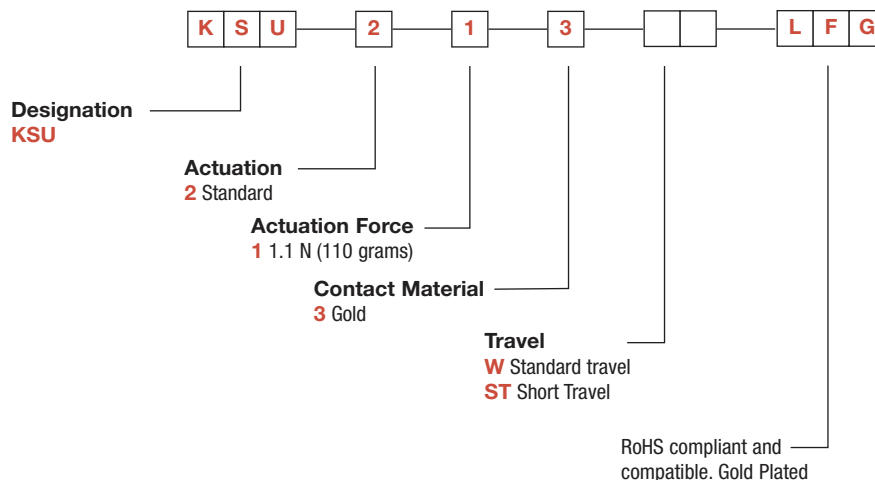 K S U 2 1 3 L F G
Designation
KSU
Actuation
2 Standard
Actuation Force
1 1.1 N (110 grams)
Contact Material
3 Gold
Travel
W Standard travel
ST Short Travel
RoHS compliant and
compatible. Gold Plated